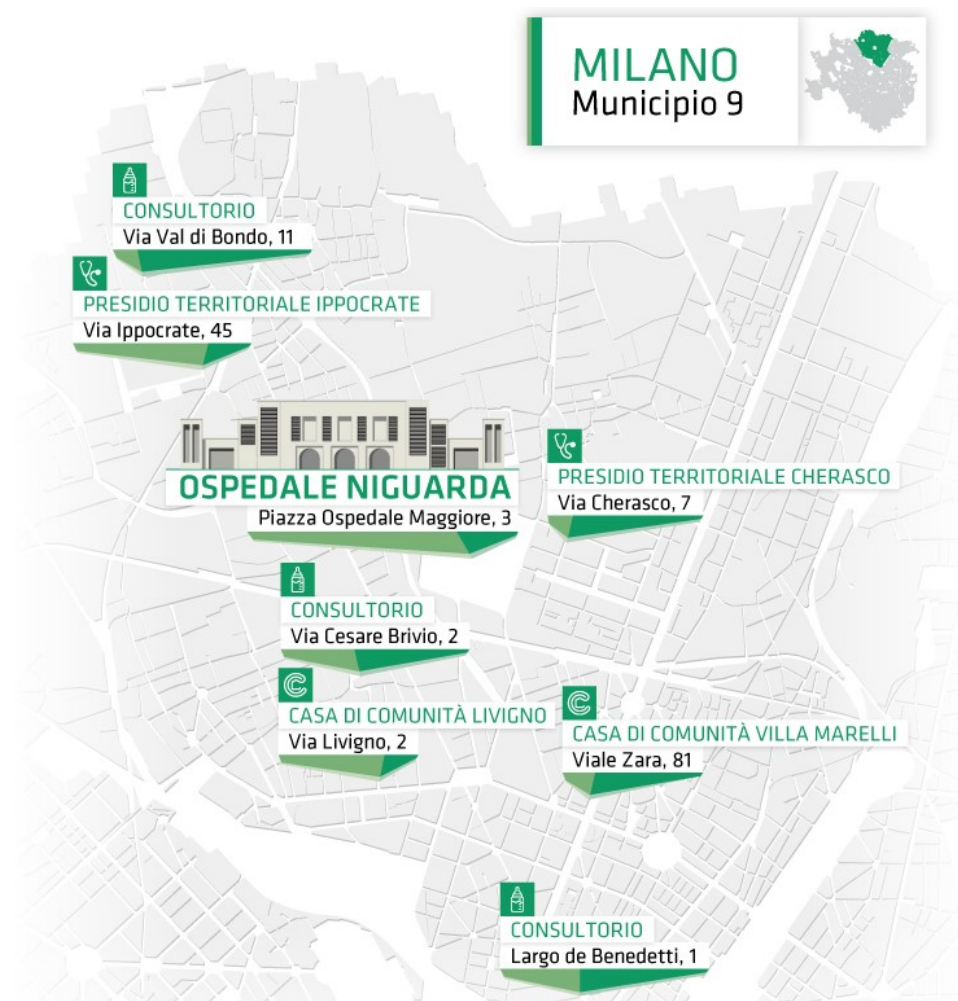 MILANO
Municipio 9
CONSULTORIO
Via Val di Bondo, 11
PRESIDIO TERRITORIALE IPPOCRATE
Via Ippocrate, 45
OSPEDALE NIGUARDA
Piazza Ospedale Maggiore, 3
PRESIDIO TERRITORIALE CHERASCO
Via Cherasco, 7
CONSULTORIO
Via Cesare Brivio, 2
CASA DI COMUNITÀ LIVIGNO
Via Livigno, 2
CASA DI COMUNITÀ VILLA MARELLI
Viale Zara, 81
CONSULTORIO
Largo de Benedetti, 1